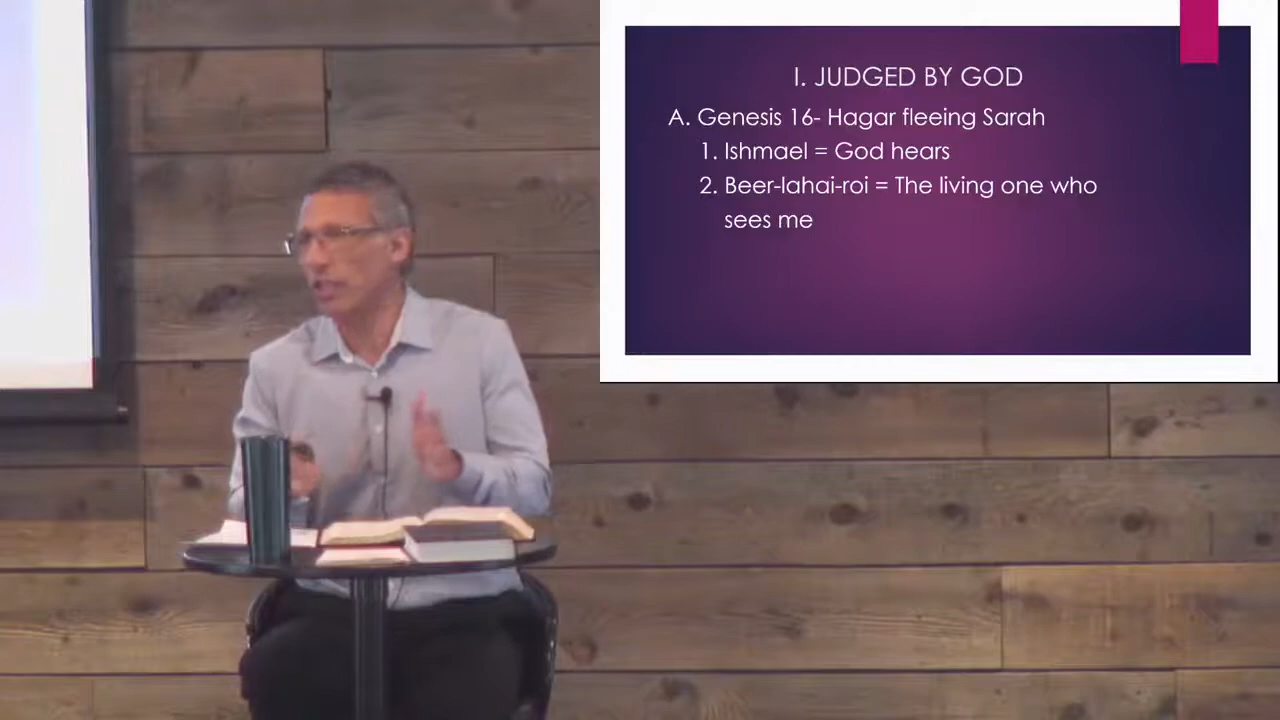 I. JUDGED BY GOD
A. Genesis 16- Hagar fleeing Sarah
1. Ishmael = God hears
2. Beer-lahai-roi = The living one who
sees me